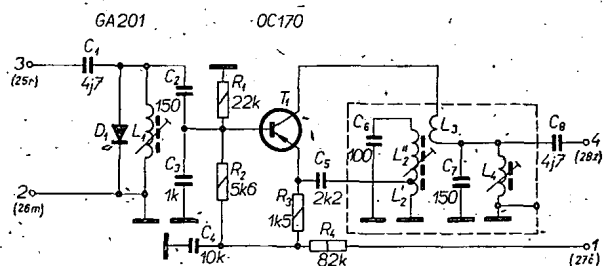 GA201 OC170
3
(25r)
C1
4j7
D1
L1
150
C2
C3
1k
R1
22k
R2
5k6
T1
C4
10k
R3
1k5
C5
2k2
R4
82k
C6
100
L2''
L2'
L3
C7
150
L4
C8
4j7
4
(28ž)
2
(26m)
1
(27č)